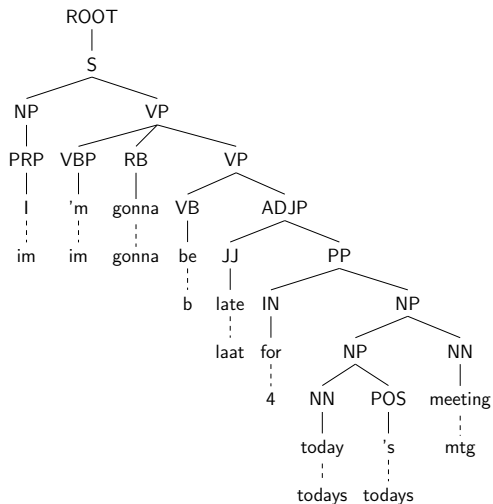 ROOT
S
NP VP
PRP VBP RB VP
I 'm gonna VB ADJP
im im gonna be JJ PP
b late IN NP
laat for NP NN
4 NN POS meeting
today 's mtg
todays todays